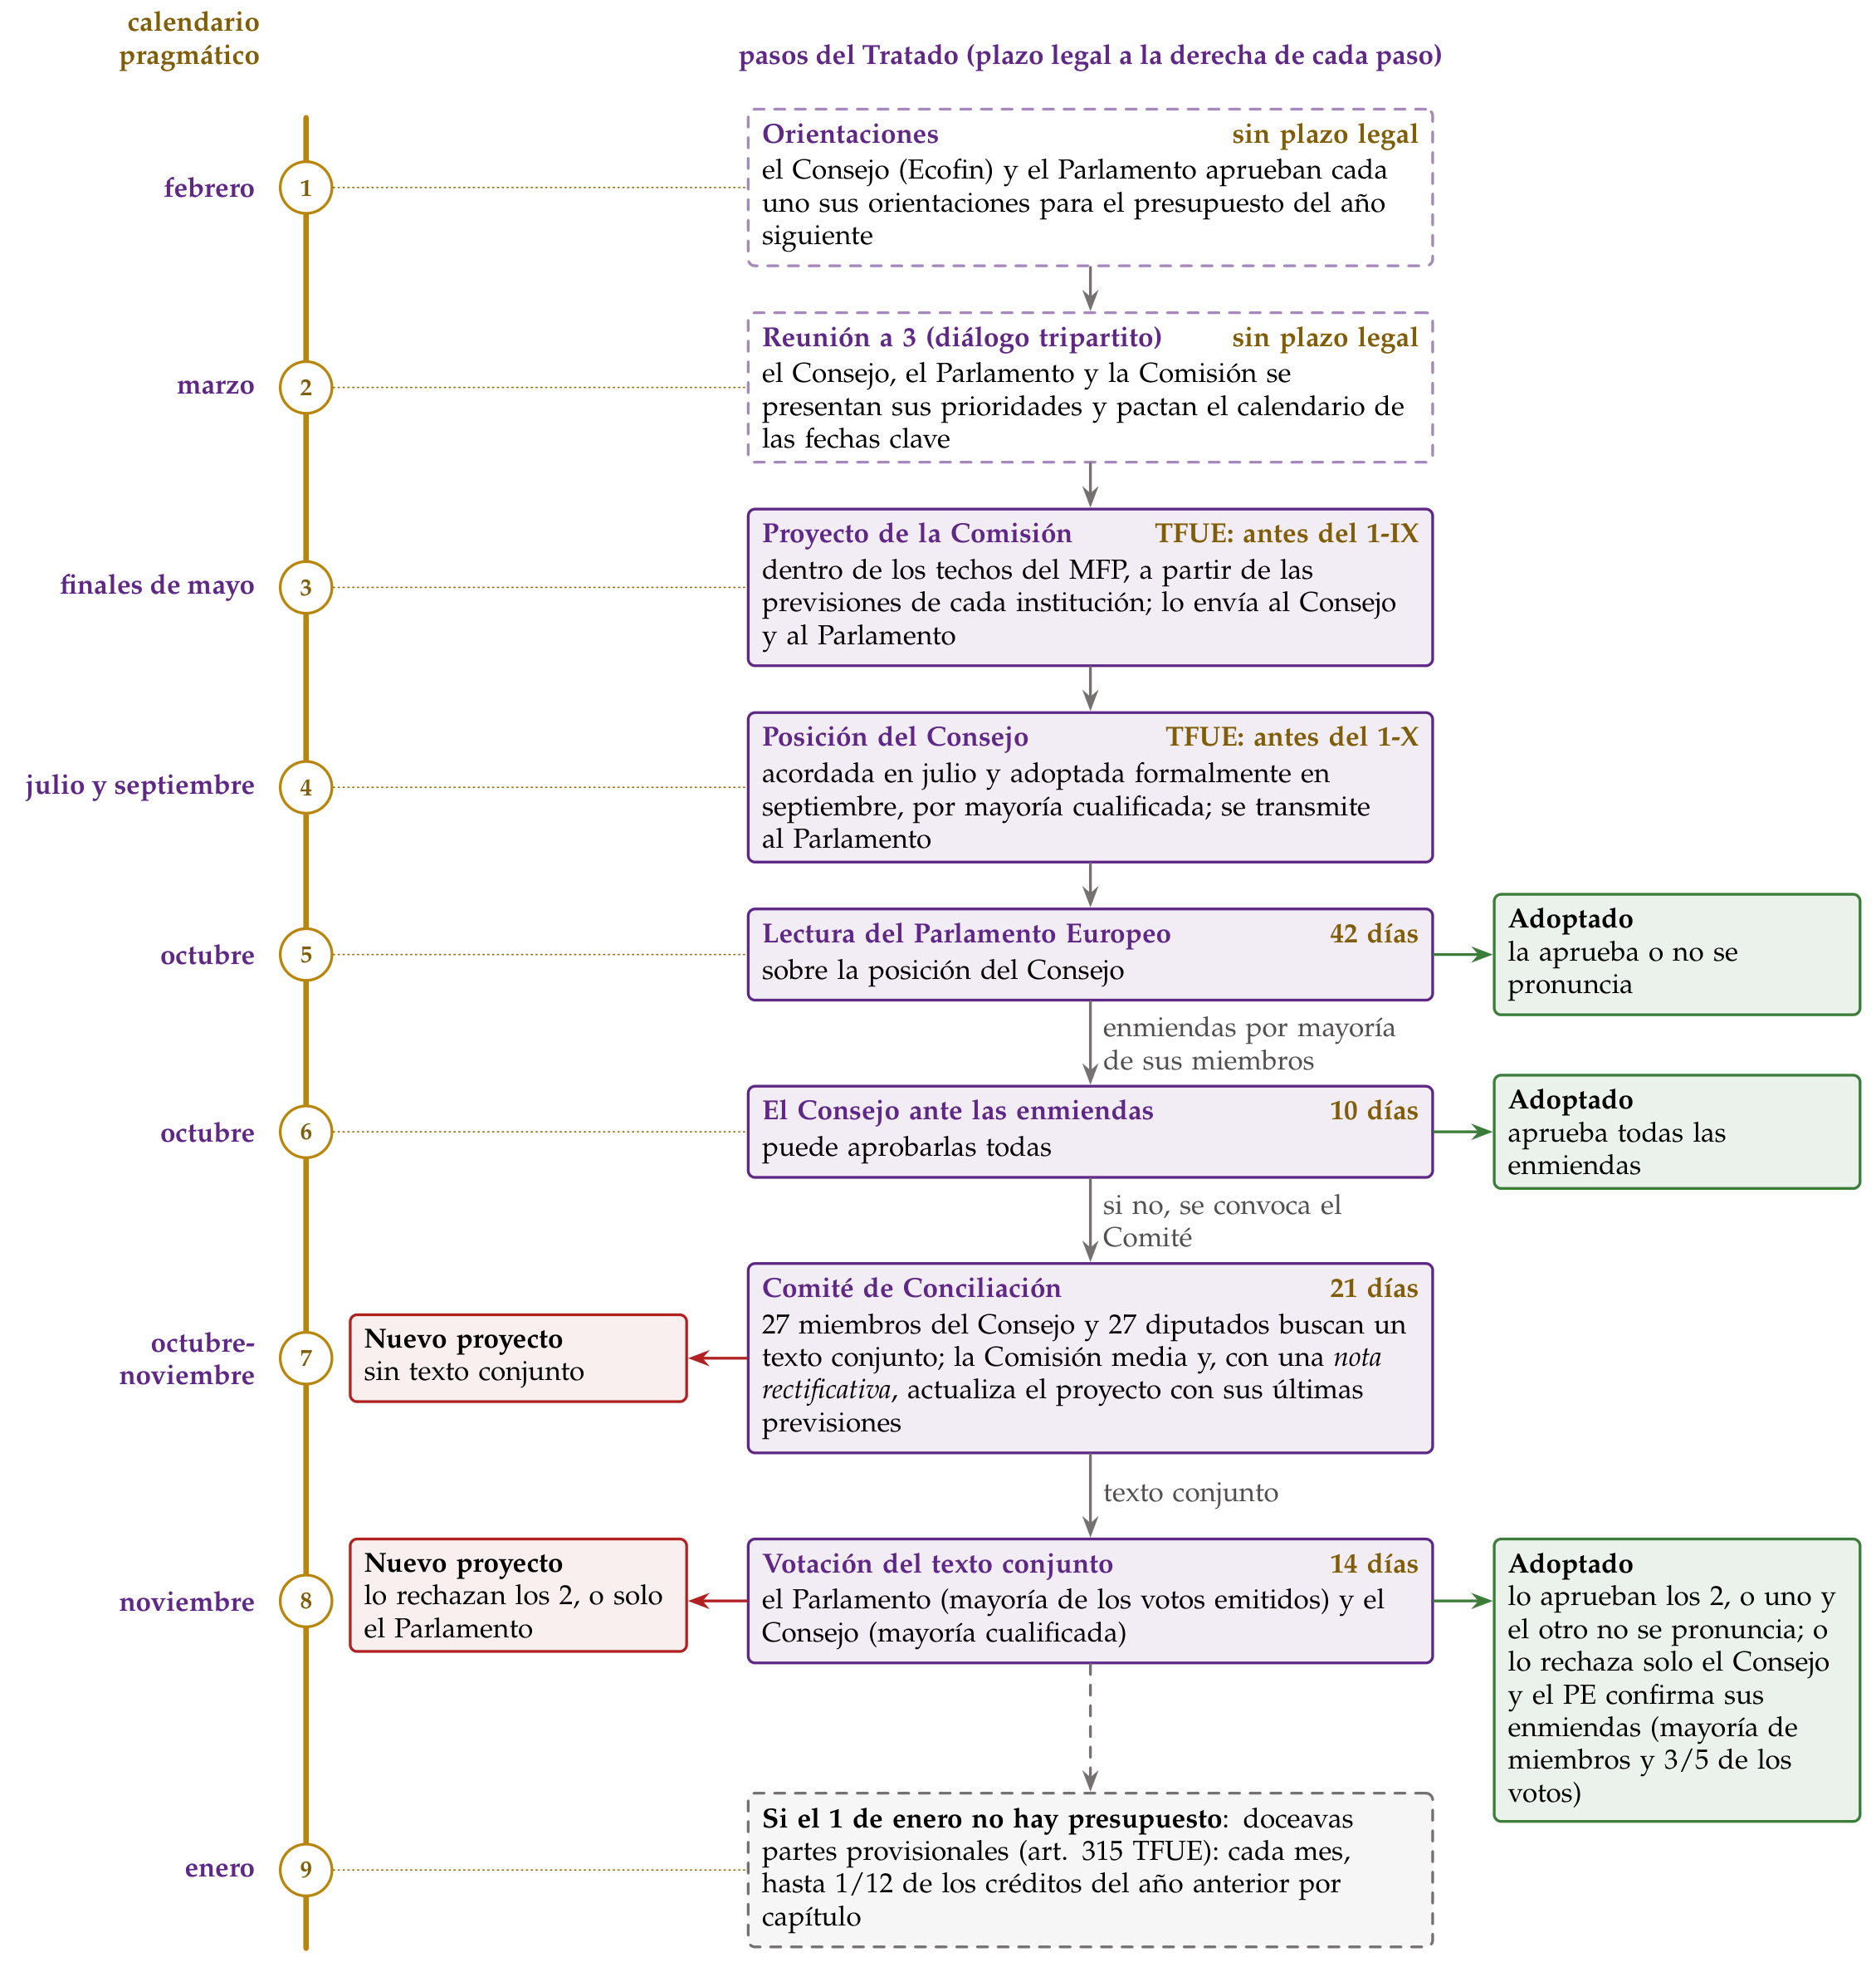 calendario
pragmático
pasos del Tratado (plazo legal a la derecha de cada paso)
febrero
1
Orientaciones sin plazo legal
el Consejo (Ecofin) y el Parlamento aprueban cada
uno sus orientaciones para el presupuesto del año
siguiente
marzo
2
Reunión a 3 (diálogo tripartito) sin plazo legal
el Consejo, el Parlamento y la Comisión se
presentan sus prioridades y pactan el calendario de
las fechas clave
finales de mayo
3
Proyecto de la Comisión TFUE: antes del 1-IX
dentro de los techos del MFP, a partir de las
previsiones de cada institución; lo envía al Consejo
y al Parlamento
julio y septiembre
4
Posición del Consejo TFUE: antes del 1-X
acordada en julio y adoptada formalmente en
septiembre, por mayoría cualificada; se transmite
al Parlamento
octubre
5
Lectura del Parlamento Europeo 42 días
sobre la posición del Consejo
Adoptado
la aprueba o no se
pronuncia
enmiendas por mayoría
de sus miembros
octubre
6
El Consejo ante las enmiendas 10 días
puede aprobarlas todas
Adoptado
aprueba todas las
enmiendas
si no, se convoca el
Comité
octubre-
noviembre
7
Nuevo proyecto
sin texto conjunto
Comité de Conciliación 21 días
27 miembros del Consejo y 27 diputados buscan un
texto conjunto; la Comisión media y, con una nota
rectificativa, actualiza el proyecto con sus últimas
previsiones
texto conjunto
noviembre
8
Nuevo proyecto
lo rechazan los 2, o solo
el Parlamento
Votación del texto conjunto 14 días
el Parlamento (mayoría de los votos emitidos) y el
Consejo (mayoría cualificada)
Adoptado
lo aprueban los 2, o uno y
el otro no se pronuncia; o
lo rechaza solo el Consejo
y el PE confirma sus
enmiendas (mayoría de
miembros y 3/5 de los
votos)
enero
9
Si el 1 de enero no hay presupuesto: doceavas
partes provisionales (art. 315 TFUE): cada mes,
hasta 1/12 de los créditos del año anterior por
capítulo